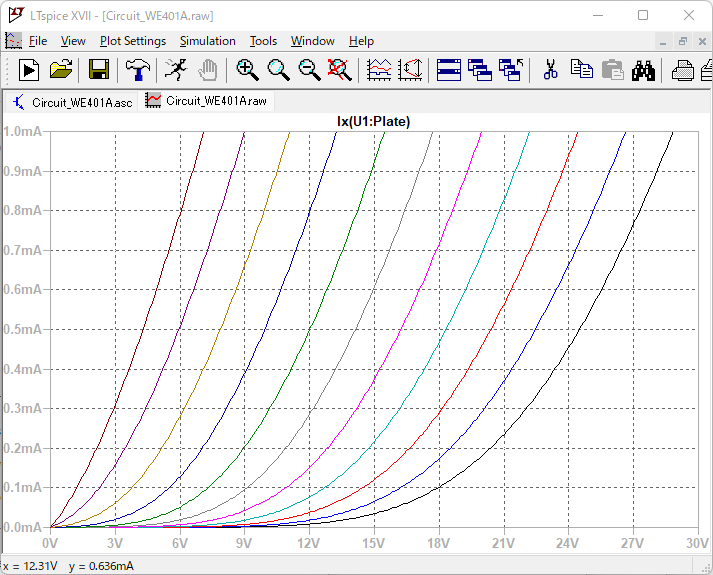 LTspice XVII - [Circuit_WE401A.raw]
File View Plot Settings Simulation Tools Window Help
Circuit_WE401A.asc Circuit_WE401A.raw
Ix(U1:Plate)
1.0mA
0.9mA
0.8mA
0.7mA
0.6mA
0.5mA
0.4mA
0.3mA
0.2mA
0.1mA
0.0mA
0V 3V 6V 9V 12V 15V 18V 21V 24V 27V 30V
x = 12.31V y = 0.636mA